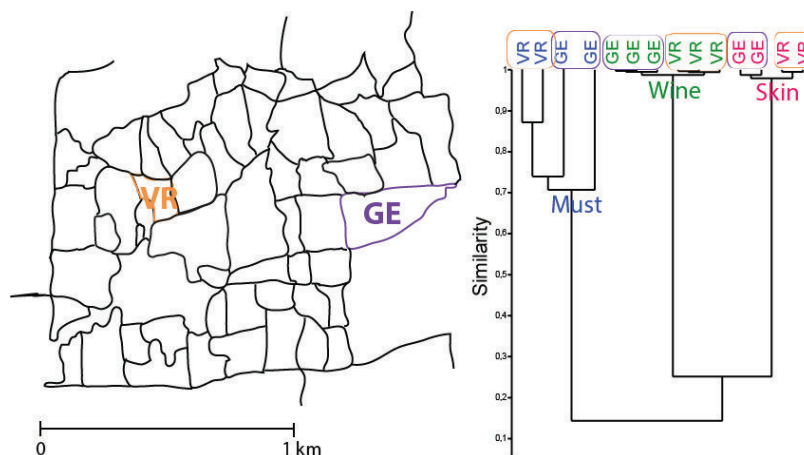 VR
GE
0
1 km
VR VR GE GE GE GE GE VR VR VR GE GE VR VR
1
0,9
0,8
0,7
0,6
0,5
0,4
0,3
0,2
0,1
Similarity
Wine
Skin
Must